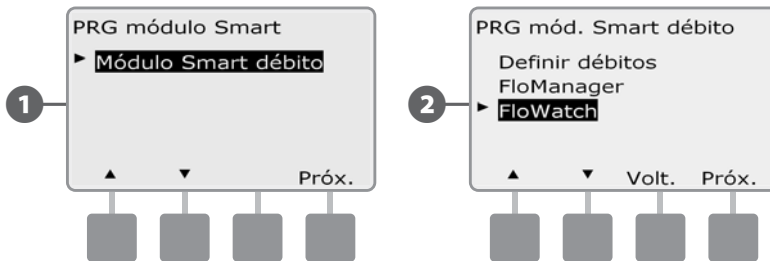 1
PRG módulo Smart
► Módulo Smart débito
▲ ▼ Próx.
2
PRG mód. Smart débito
Definir débitos
FloManager
► FloWatch
▲ ▼ Volt. Próx.